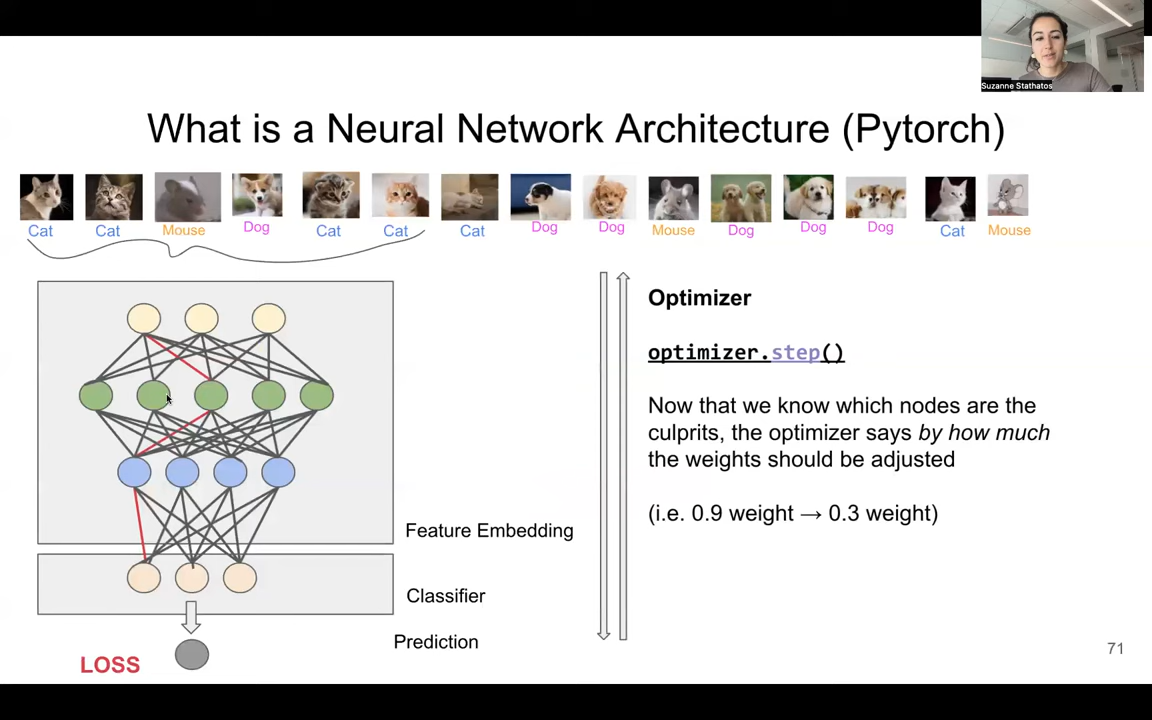 Suzanne Stathatos
What is a Neural Network Architecture (Pytorch)
Cat Cat Mouse Dog Cat Cat Cat Dog Dog Mouse Dog Dog Dog Cat Mouse
Optimizer
optimizer.step()
Now that we know which nodes are the
culprits, the optimizer says by how much
the weights should be adjusted
(i.e. 0.9 weight → 0.3 weight)
Feature Embedding
Classifier
Prediction
LOSS
71